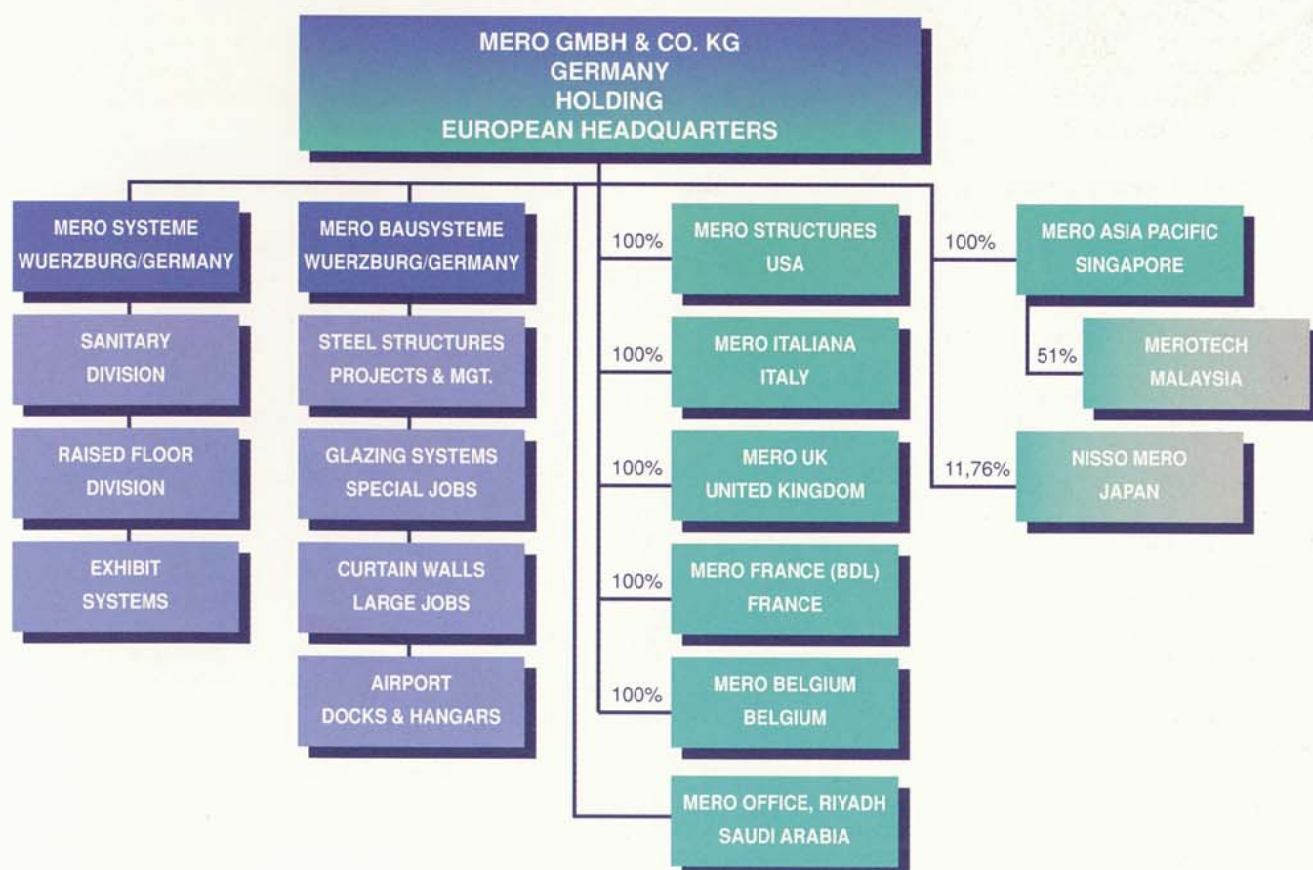 MERO GMBH & CO. KG
GERMANY
HOLDING
EUROPEAN HEADQUARTERS
MERO SYSTEME
WUERZBURG/GERMANY
SANITARY
DIVISION
RAISED FLOOR
DIVISION
EXHIBIT
SYSTEMS
MERO BAUSYSTEME
WUERZBURG/GERMANY
STEEL STRUCTURES
PROJECTS & MGT.
GLAZING SYSTEMS
SPECIAL JOBS
CURTAIN WALLS
LARGE JOBS
AIRPORT
DOCKS & HANGARS
100%
MERO STRUCTURES
USA
100%
MERO ITALIANA
ITALY
100%
MERO UK
UNITED KINGDOM
100%
MERO FRANCE (BDL)
FRANCE
100%
MERO BELGIUM
BELGIUM
MERO OFFICE, RIYADH
SAUDI ARABIA
100%
MERO ASIA PACIFIC
SINGAPORE
51%
MEROTECH
MALAYSIA
11,76%
NISSO MERO
JAPAN